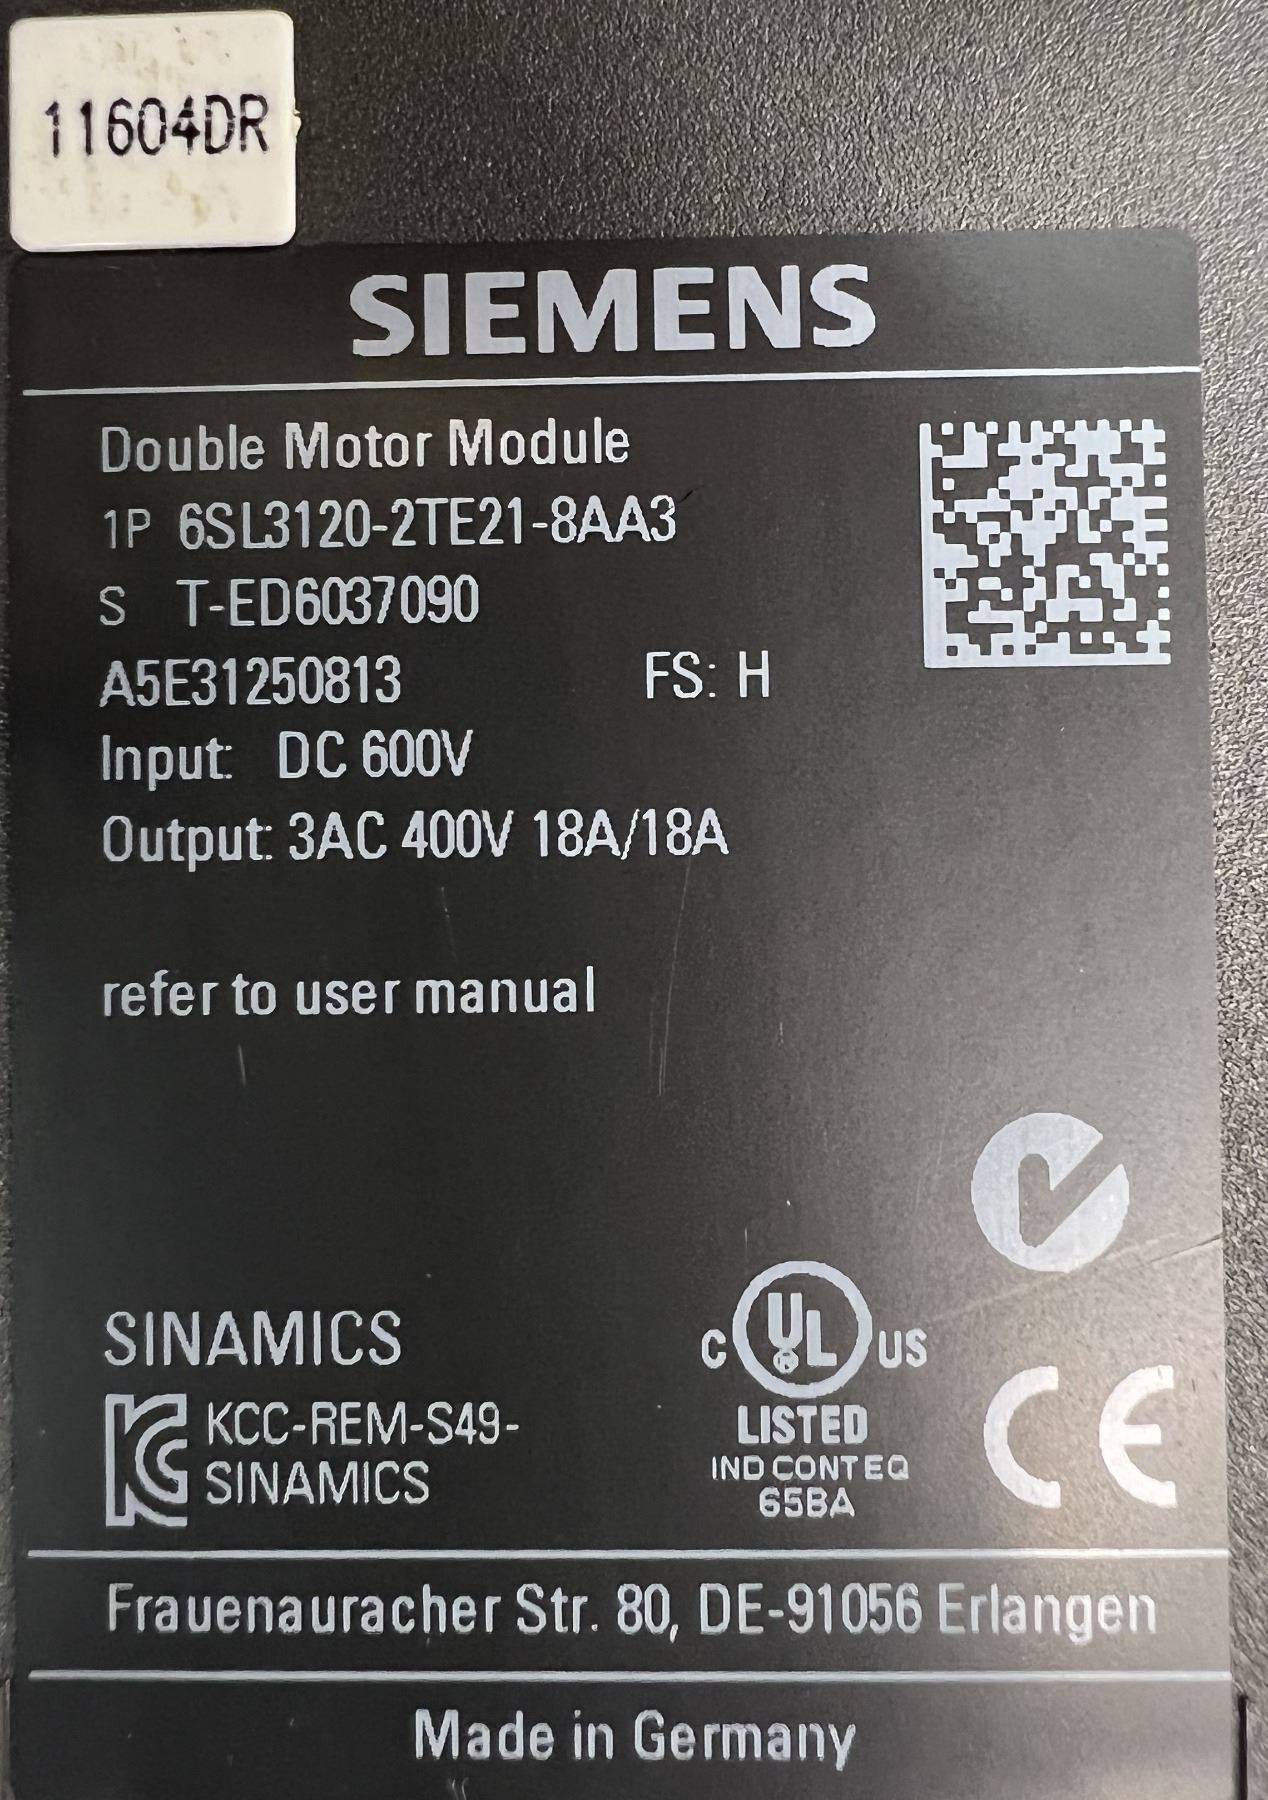 11604DR
SIEMENS
Double Motor Module
1P 6SL3120-2TE21-8AA3
S T-ED6037090
A5E31250813 FS: H
Input: DC 600V
Output: 3AC 400V 18A/18A
refer to user manual
SINAMICS
KCC-REM-S49-
SINAMICS
C UL US
®
LISTED
IND CONT EQ
65BA
CE
Frauenauracher Str. 80, DE-91056 Erlangen
Made in Germany